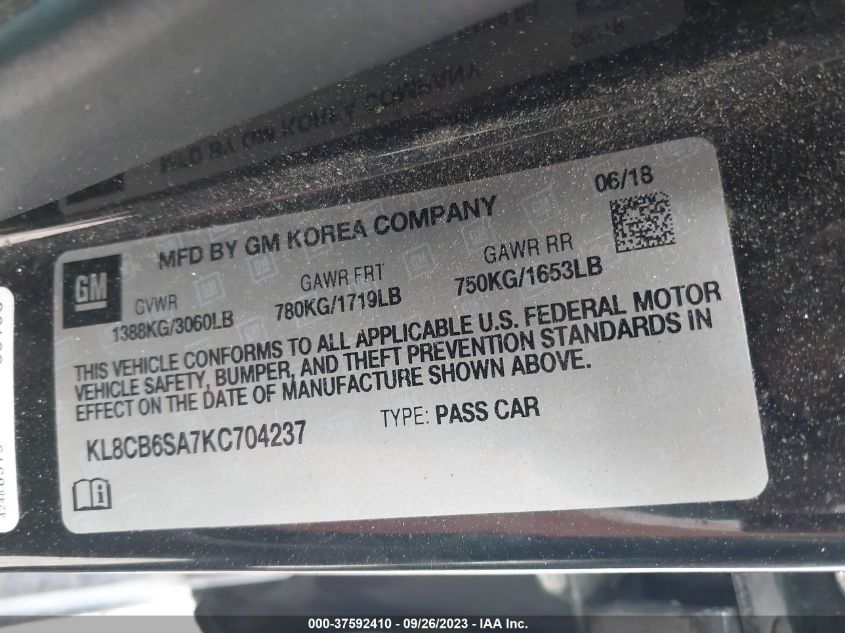 06/18
MFD BY GM KOREA COMPANY
GM
GVWR GAWR FRT GAWR RR
1388KG/3060LB 780KG/1719LB 750KG/1653LB
THIS VEHICLE CONFORMS TO ALL APPLICABLE U.S. FEDERAL MOTOR
VEHICLE SAFETY, BUMPER, AND THEFT PREVENTION STANDARDS IN
EFFECT ON THE DATE OF MANUFACTURE SHOWN ABOVE.
KL8CB6SA7KC704237 TYPE: PASS CAR
000-37592410 - 09/26/2023 - IAA Inc.